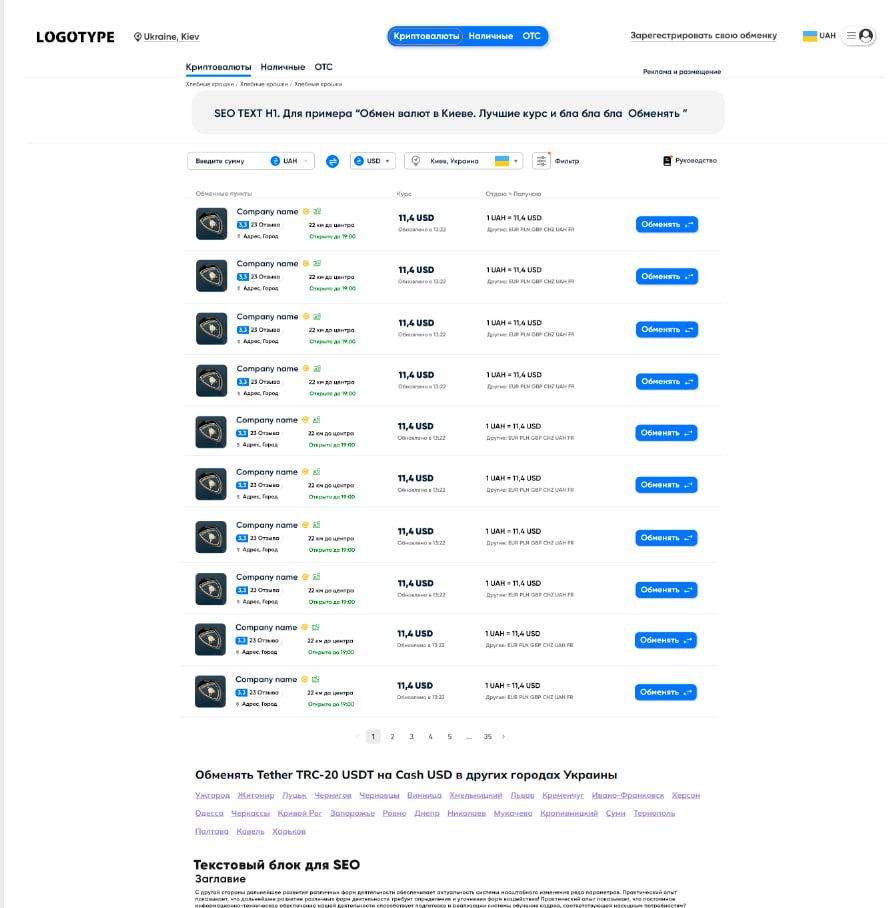 LOGOTYPE Ukraine, Kiev Криптовалюты Наличные ОТС Зарегестрировать свою обменку UAH
Криптовалюты Наличные ОТС
Реклама и размещение
Хлебные крошки / Хлебные крошки / Хлебные крошки
SEO TEXT H1. Для примера “Обмен валют в Киеве. Лучшие курс и бла бла бла Обменять ”
Введите сумму UAH USD Киев, Украина Фильтр Руководство
Обменные пункты Курс Отдаю > Получаю
Company name 11,4 USD 1 UAH = 11,4 USD Обменять
3,3 23 Отзыва 22 км до центра Обновлено в 13:22 Другие: EUR PLN GBP CHZ UAH FR
Адрес, Город Открыто до 19:00
Company name 11,4 USD 1 UAH = 11,4 USD Обменять
3,3 23 Отзыва 22 км до центра Обновлено в 13:22 Другие: EUR PLN GBP CHZ UAH FR
Адрес, Город Открыто до 19:00
Company name 11,4 USD 1 UAH = 11,4 USD Обменять
3,3 23 Отзыва 22 км до центра Обновлено в 13:22 Другие: EUR PLN GBP CHZ UAH FR
Адрес, Город Открыто до 19:00
Company name 11,4 USD 1 UAH = 11,4 USD Обменять
3,3 23 Отзыва 22 км до центра Обновлено в 13:22 Другие: EUR PLN GBP CHZ UAH FR
Адрес, Город Открыто до 19:00
Company name 11,4 USD 1 UAH = 11,4 USD Обменять
3,3 23 Отзыва 22 км до центра Обновлено в 13:22 Другие: EUR PLN GBP CHZ UAH FR
Адрес, Город Открыто до 19:00
Company name 11,4 USD 1 UAH = 11,4 USD Обменять
3,3 23 Отзыва 22 км до центра Обновлено в 13:22 Другие: EUR PLN GBP CHZ UAH FR
Адрес, Город Открыто до 19:00
Company name 11,4 USD 1 UAH = 11,4 USD Обменять
3,3 23 Отзыва 22 км до центра Обновлено в 13:22 Другие: EUR PLN GBP CHZ UAH FR
Адрес, Город Открыто до 19:00
Company name 11,4 USD 1 UAH = 11,4 USD Обменять
3,3 23 Отзыва 22 км до центра Обновлено в 13:22 Другие: EUR PLN GBP CHZ UAH FR
Адрес, Город Открыто до 19:00
Company name 11,4 USD 1 UAH = 11,4 USD Обменять
3,3 23 Отзыва 22 км до центра Обновлено в 13:22 Другие: EUR PLN GBP CHZ UAH FR
Адрес, Город Открыто до 19:00
Company name 11,4 USD 1 UAH = 11,4 USD Обменять
3,3 23 Отзыва 22 км до центра Обновлено в 13:22 Другие: EUR PLN GBP CHZ UAH FR
Адрес, Город Открыто до 19:00
1 2 3 4 5 ... 35
Обменять Tether TRC-20 USDT на Cash USD в других городах Украины
Ужгород Житомир Луцьк Чернигов Черновцы Винница Хмельницкий Львов Кременчуг Ивано-Франковск Херсон
Одесса Черкассы Кривой Рог Запорожье Ровно Днепр Николаев Мукачево Кропивницкий Суми Тернополь
Полтава Ковель Харьков
Текстовый блок для SEO
Заглавие
С другой стороны дальнейшее развитие различных форм деятельности обеспечивает актуальность системы масштабного изменения ряда параметров. Практический опыт
показывает, что дальнейшее развитие различных форм деятельности требует определения и уточнения форм воздействия! Практический опыт показывает, что постоянное
информационно-техническое обеспечение нашей деятельности способствует подготовке и реализации системы обучения кадров, соответствующей насущным потребностям?